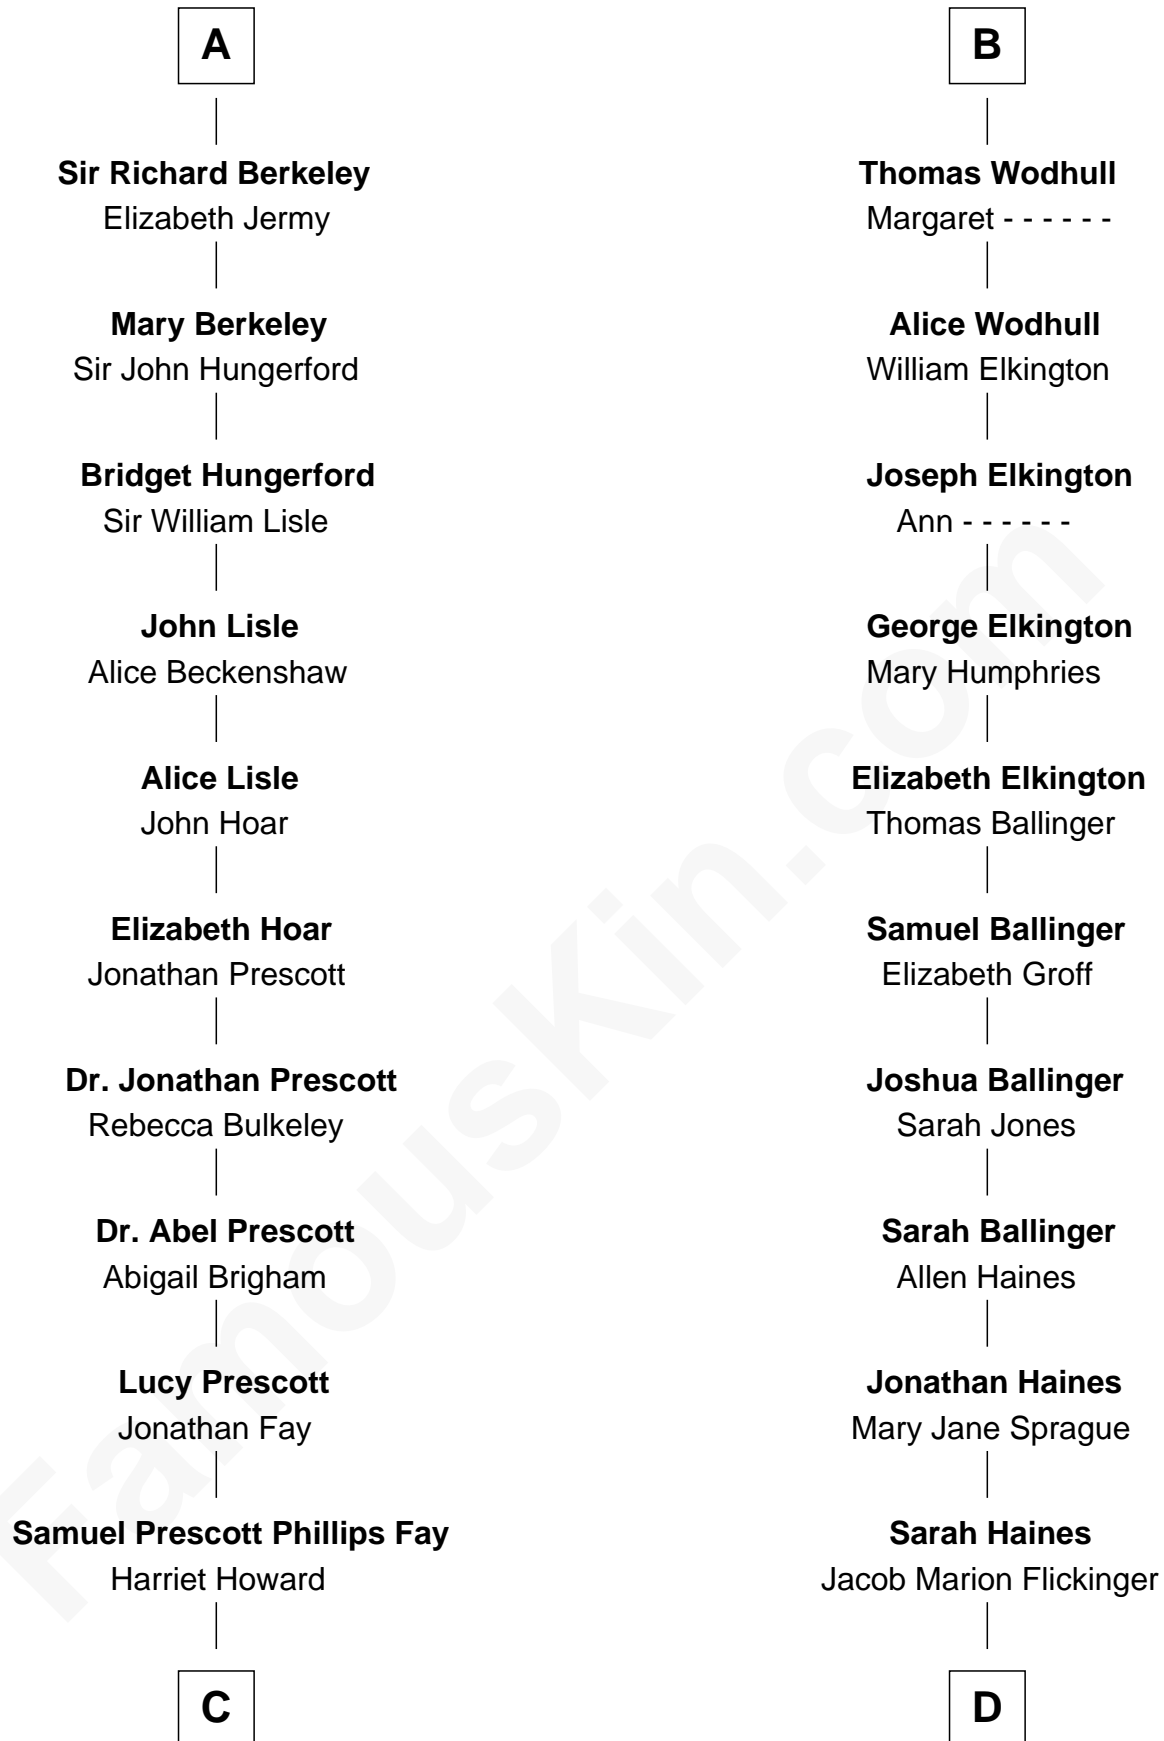 A
Sir Richard Berkeley
Elizabeth Jermy
Mary Berkeley
Sir John Hungerford
Bridget Hungerford
Sir William Lisle
John Lisle
Alice Beckenshaw
Alice Lisle
John Hoar
Elizabeth Hoar
Jonathan Prescott
Dr. Jonathan Prescott
Rebecca Bulkeley
Dr. Abel Prescott
Abigail Brigham
Lucy Prescott
Jonathan Fay
Samuel Prescott Phillips Fay
Harriet Howard
C
B
Thomas Wodhull
Margaret - - - - - -
Alice Wodhull
William Elkington
Joseph Elkington
Ann - - - - - -
George Elkington
Mary Humphries
Elizabeth Elkington
Thomas Ballinger
Samuel Ballinger
Elizabeth Groff
Joshua Ballinger
Sarah Jones
Sarah Ballinger
Allen Haines
Jonathan Haines
Mary Jane Sprague
Sarah Haines
Jacob Marion Flickinger
D
FamousKin.com